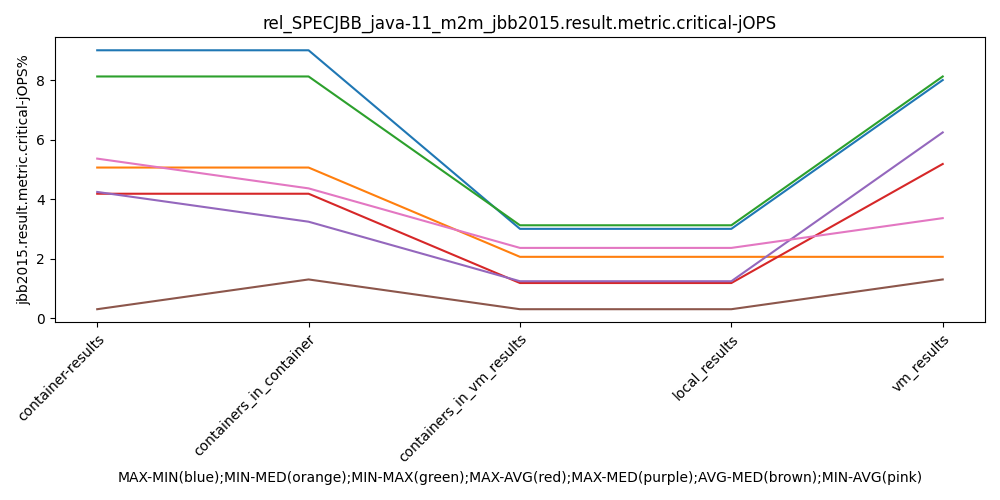 rel_SPECJBB_java-11_m2m_jbb2015.result.metric.critical-jOPS
jbb2015.result.metric.critical-jOPS%
8
6
4
2
0
container-results
containers_in_container
containers_in_vm_results
local_results
vm_results
MAX-MIN(blue);MIN-MED(orange);MIN-MAX(green);MAX-AVG(red);MAX-MED(purple);AVG-MED(brown);MIN-AVG(pink)